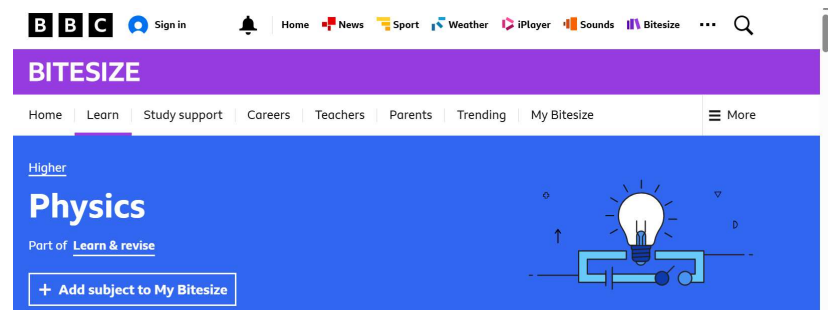 BBC Sign in Home News Sport Weather iPlayer Sounds Bitesize
BITESIZE
Home Learn Study support Careers Teachers Parents Trending My Bitesize More
Higher
Physics
Part of Learn & revise
+ Add subject to My Bitesize